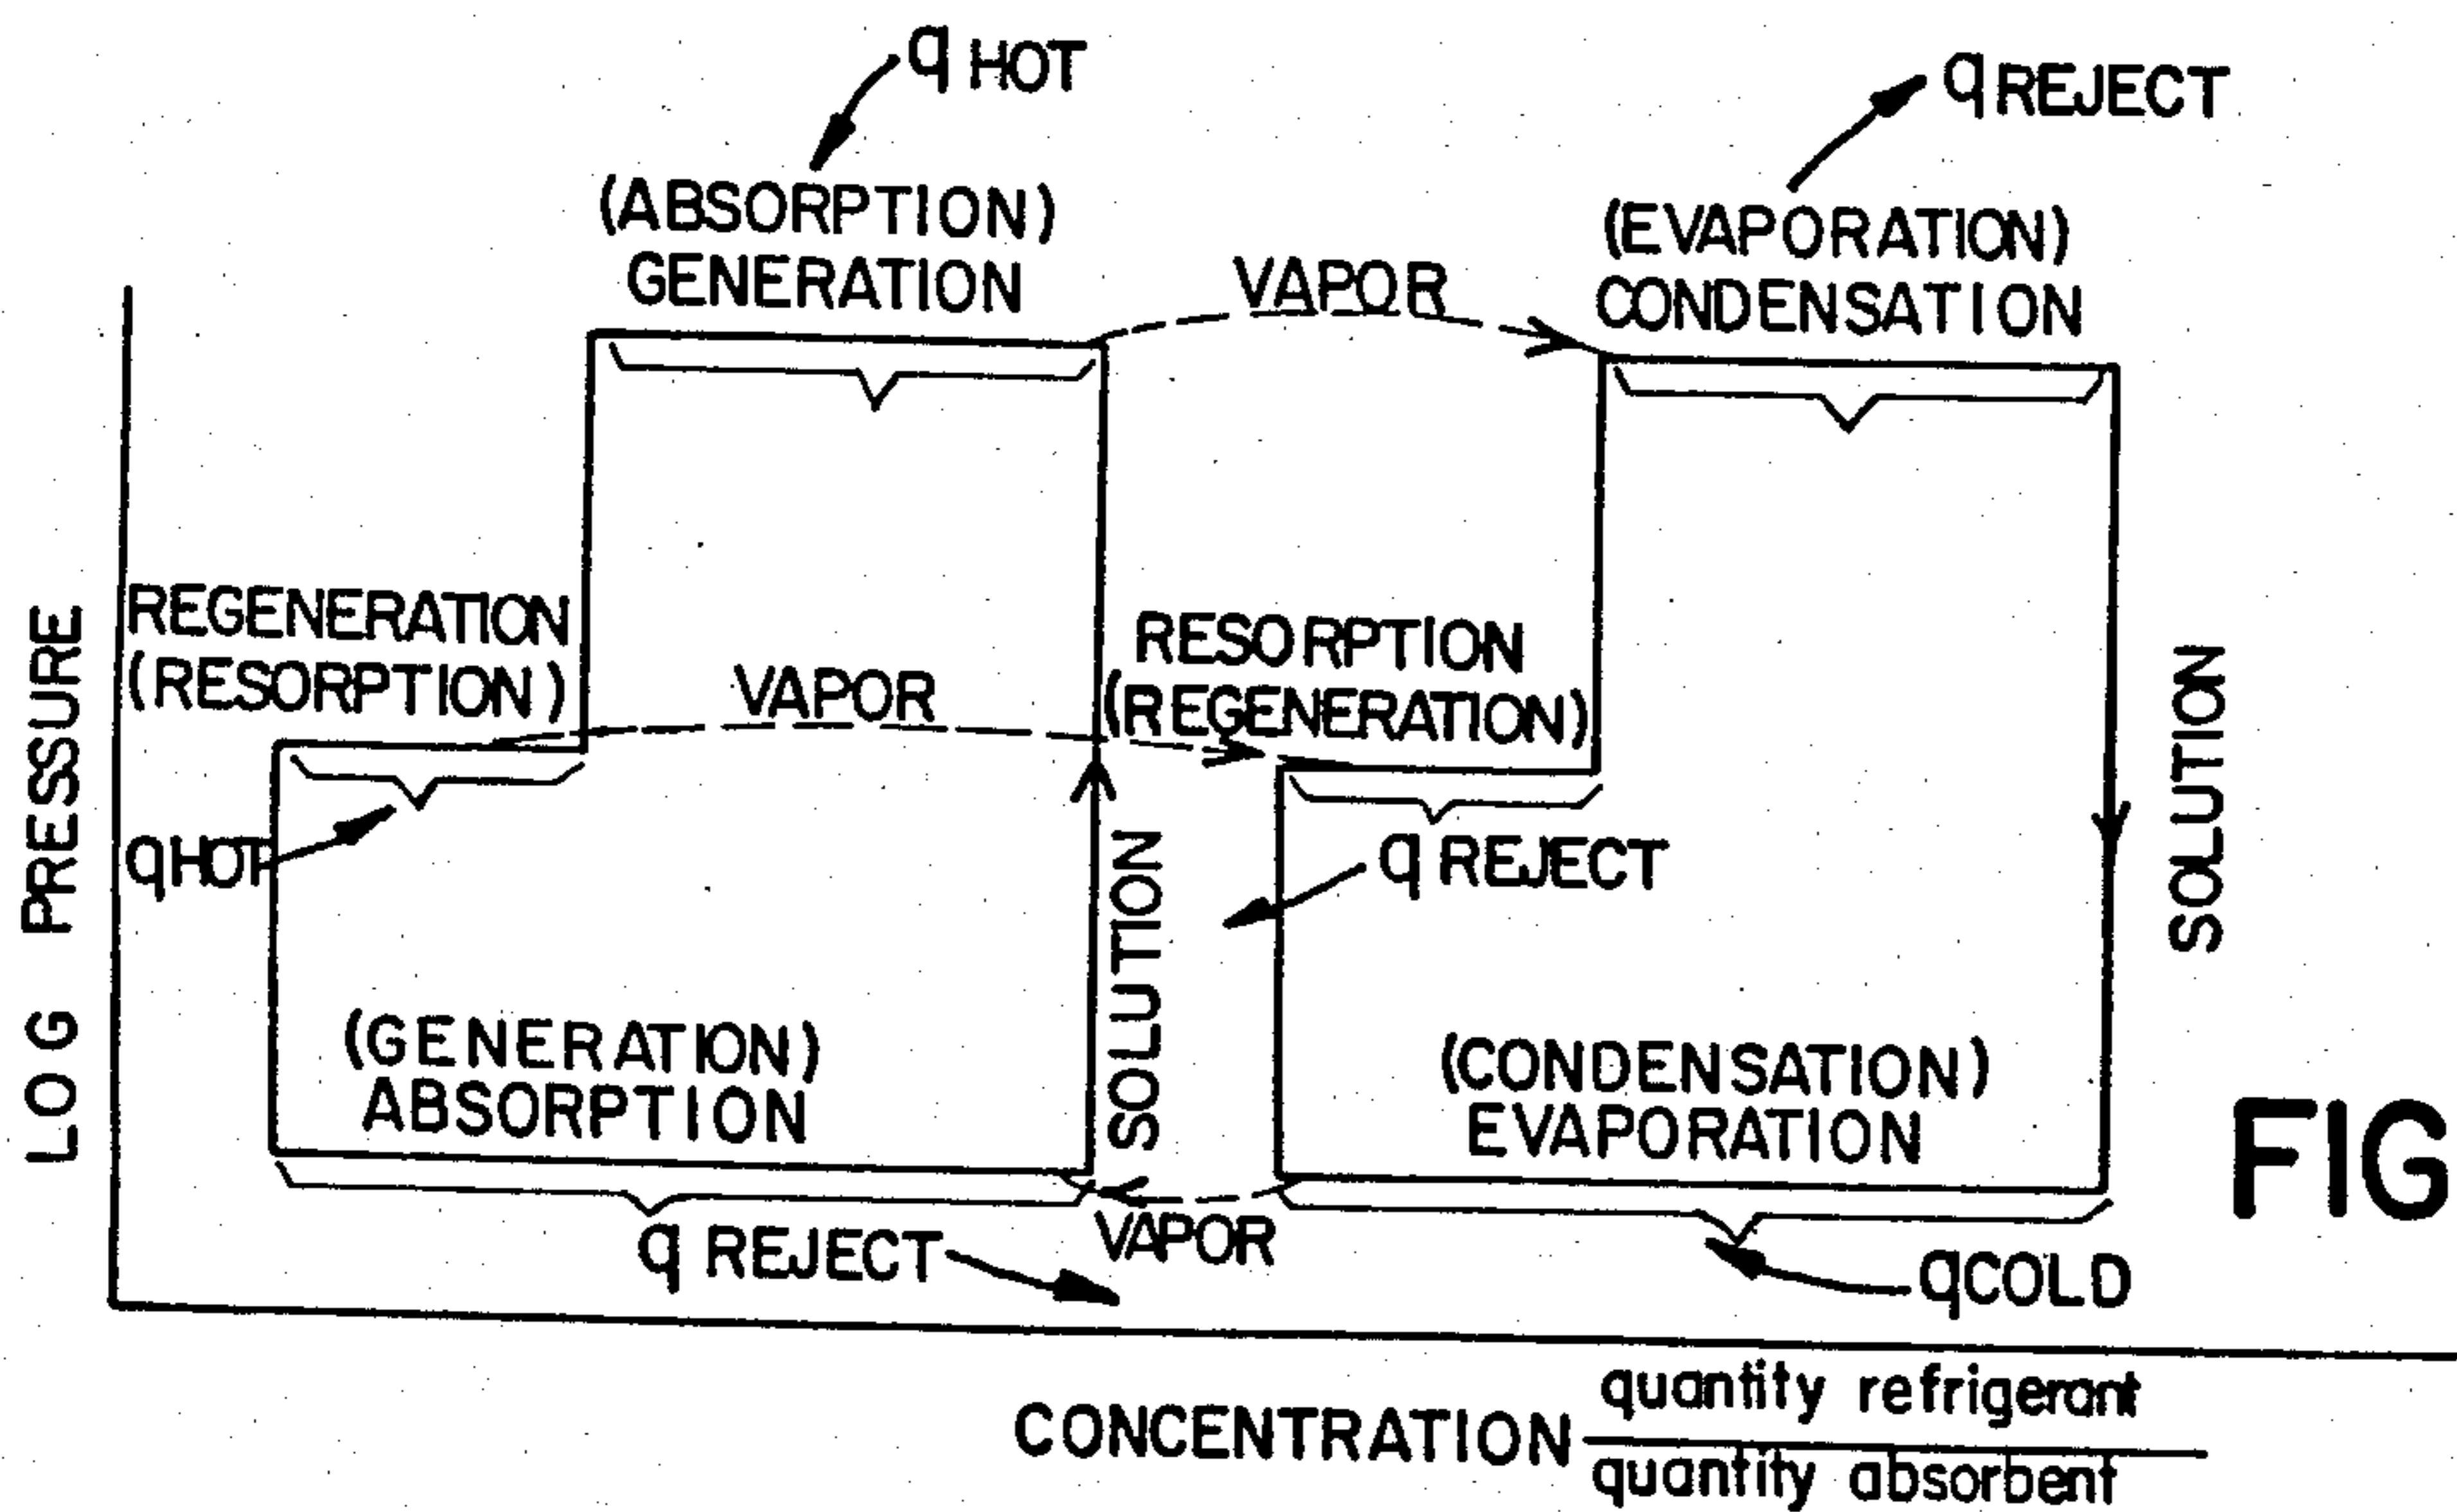 q HOT
q REJECT
(ABSORPTION)
GENERATION
VAPOR
(EVAPORATION)
CONDENSATION
REGENERATION
(RESORPTION)
VAPOR
RESORPTION
(REGENERATION)
LOG PRESSURE
q HOT
q REJECT
SOLUTION
SOLUTION
(GENERATION)
ABSORPTION
(CONDENSATION)
EVAPORATION
FIG
q REJECT
VAPOR
qCOLD
CONCENTRATION
quantity refrigerant
quantity absorbent